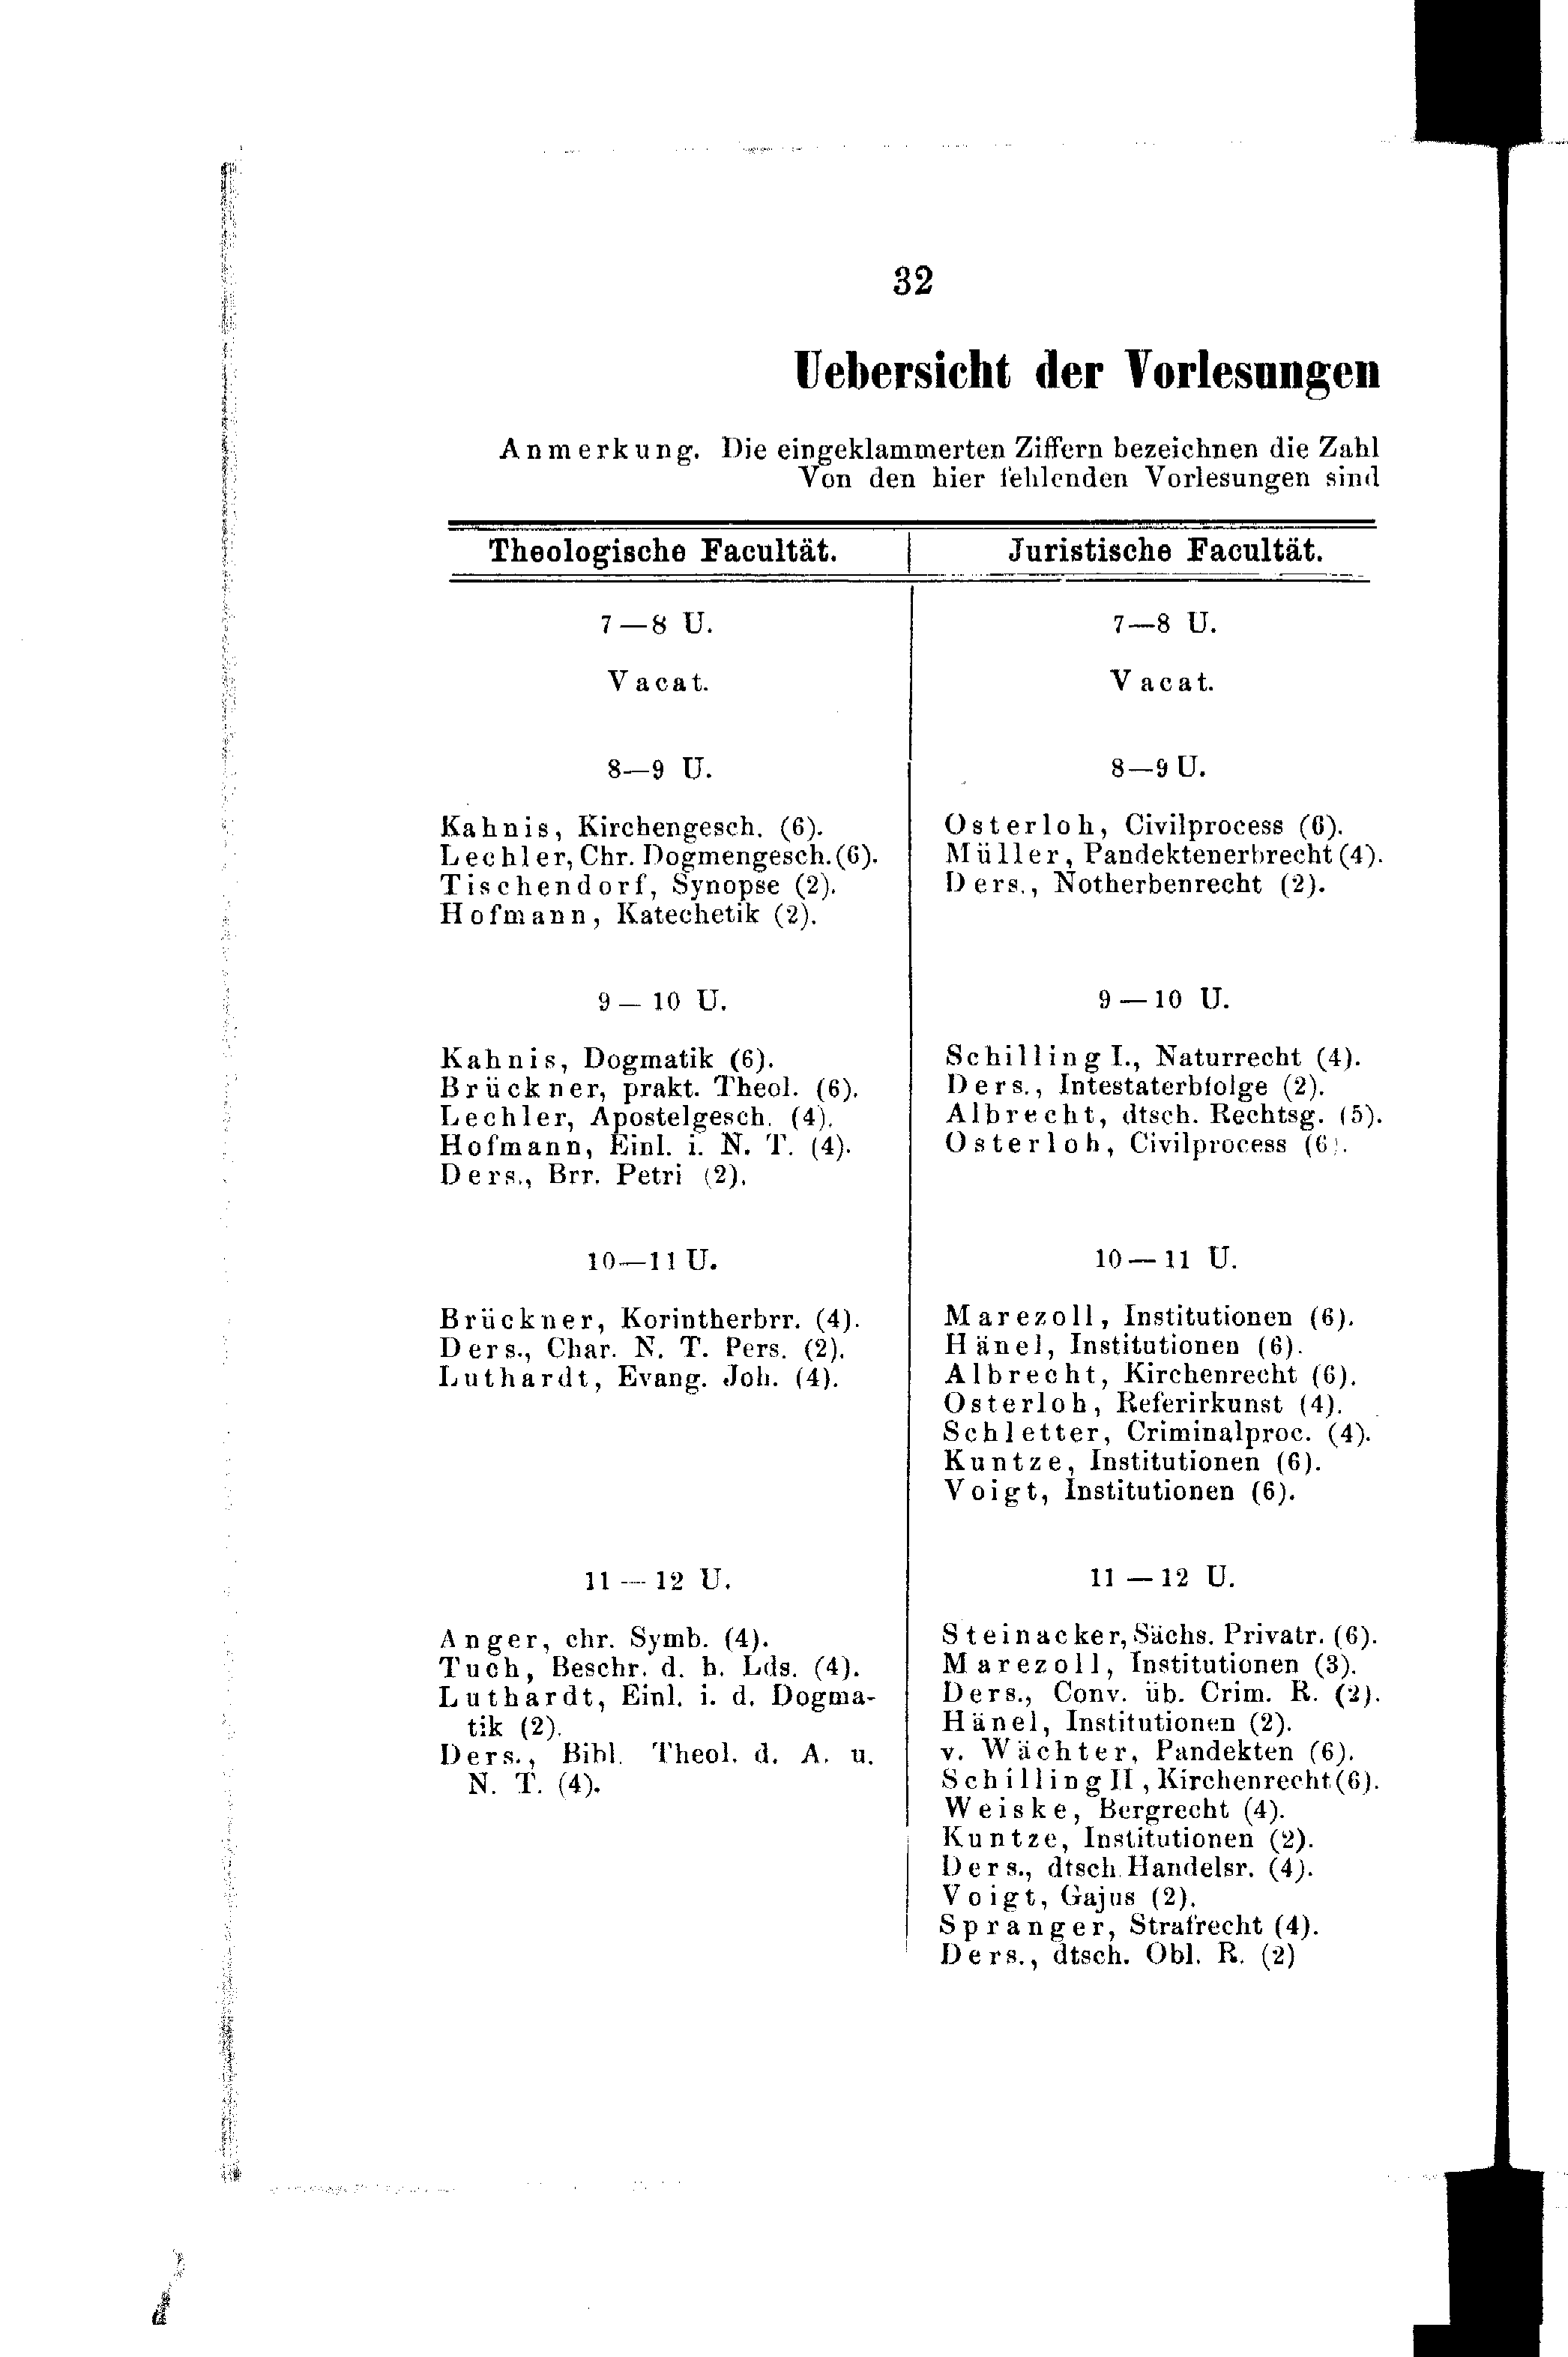 32
Uebersicht der Vorlesungen
Anmerkung. Die eingeklammerten Ziffern bezeichnen die Zahl
Von den hier fehlenden Vorlesungen sind
Theologische Facultät.
7—8 U.
Vacat.
8—9 U.
Kahnis, Kirchengesch. (6).
Lechler, Chr. Dogmengesch. (6).
Tischendorf, Synopse (2).
Hofmann, Katechetik (2).
9—10 U.
Kahnis, Dogmatik (6).
Brückner, prakt. Theol. (6).
Lechler, Apostelgesch. (4).
Hofmann, Einl. i. N. T. (4).
Ders., Brr. Petri (2).
10—11 U.
Brückner, Korintherbrr. (4).
Ders., Char. N. T. Pers. (2).
Luthardt, Evang. Joh. (4).
11—12 U.
Anger, chr. Symb. (4).
Tuch, Beschr. d. h. Lds. (4).
Luthardt, Einl. i. d. Dogma-
tik (2).
Ders., Bibl. Theol. d. A. u.
N. T. (4).
Juristische Facultät.
7—8 U.
Vacat.
8—9 U.
Osterloh, Civilprocess (6).
Müller, Pandektenerbrecht (4).
Ders., Notherbenrecht (2).
9—10 U.
Schilling I., Naturrecht (4).
Ders., Intestaterbfolge (2).
Albrecht, dtsch. Rechtsg. (5).
Osterloh, Civilprocess (6).
10—11 U.
Marezoll, Institutionen (6).
Hänel, Institutionen (6).
Albrecht, Kirchenrecht (6).
Osterloh, Referirkunst (4).
Schletter, Criminalproc. (4).
Kuntze, Institutionen (6).
Voigt, Institutionen (6).
11—12 U.
Steinacker, Sächs. Privatr. (6).
Marezoll, Institutionen (3).
Ders., Conv. üb. Crim. R. (2).
Hänel, Institutionen (2).
v. Wächter, Pandekten (6).
Schilling II, Kirchenrecht (6).
Weiske, Bergrecht (4).
Kuntze, Institutionen (2).
Ders., dtsch. Handelsr. (4).
Voigt, Gajus (2).
Spranger, Strafrecht (4).
Ders., dtsch. Obl. R. (2)